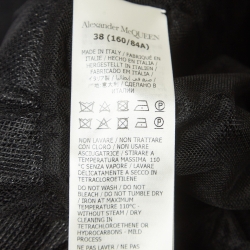 Alexander McQUEEN
38 (160/84A)
MADE IN ITALY / FABRIQUÉ EN
ITALIE / HECHO EN ITALIA
HERGESTELLT IN ITALIEN
FABRICADO EM ITÁLIA
СДЕЛАНО В
NON LAVARE / NON TRATTARE
CON CLORO / NON USARE
ASCIUGATRICE / STIRARE A
TEMPERATURA MASSIMA 110
°C SENZA VAPORE / LAVARE
DELICATAMENTE A SECCO IN
TETRACLOROETILENE
DO NOT WASH / DO NOT
BLEACH / DO NOT TUMBLE DRY
/ IRON AT MAXIMUM
TEMPERATURE 110°C
WITHOUT STEAM / DRY
CLEANING IN
TETRACHLOROETHENE OR
HYDROCARBONS - MILD
PROCESS
NE PAS LAVER / NE PAS